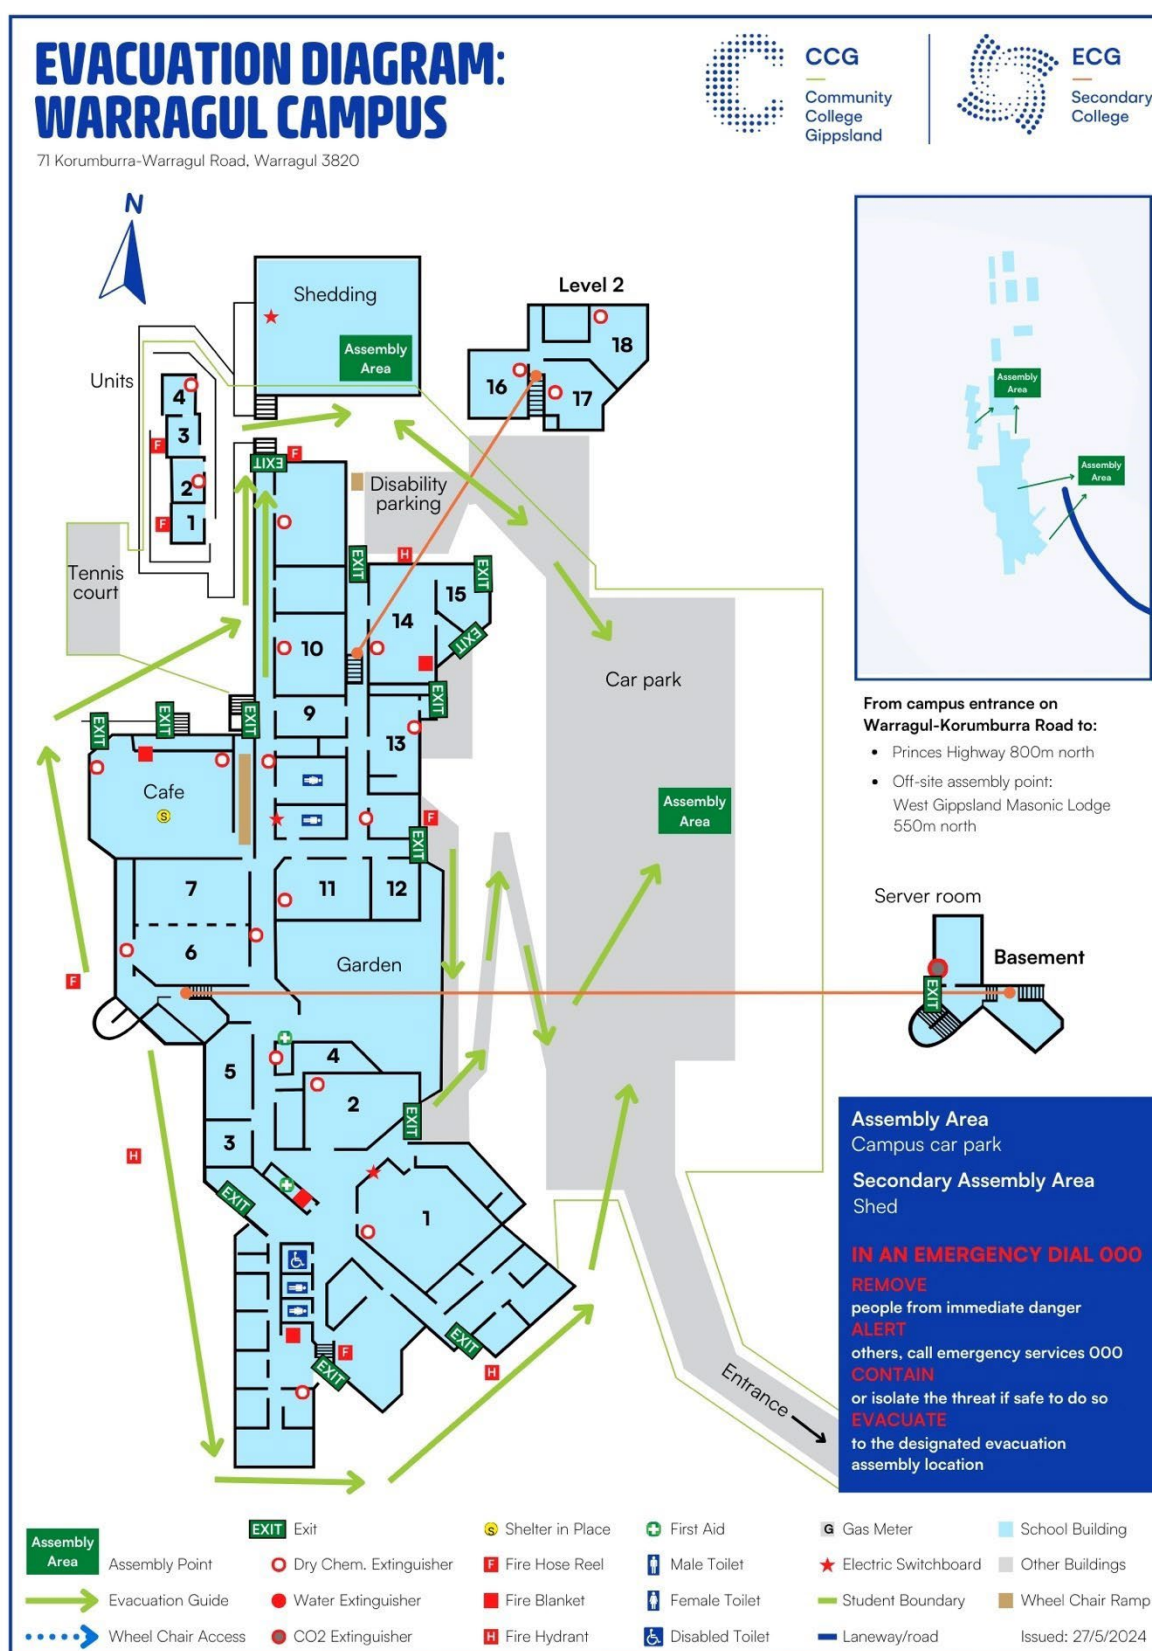 EVACUATION DIAGRAM:
WARRAGUL CAMPUS
71 Korumburra-Warragul Road, Warragul 3820
CCG
Community
College
Gippsland
ECG
Secondary
College
N
Shedding
Assembly
Area
Level 2
18
16
17
Units
4
3
2
1
F
F
EXIT
F
Disability
parking
Tennis
court
H
EXIT
EXIT
15
14
EXIT
10
Car park
EXIT
EXIT
EXIT
EXIT
9
13
Cafe
S
Assembly
Area
F
EXIT
7
11
12
6
Garden
F
4
5
2
EXIT
3
H
EXIT
1
EXIT
F
EXIT
H
Entrance
Assembly
Area
Assembly
Area
From campus entrance on
Warragul-Korumburra Road to:
• Princes Highway 800m north
• Off-site assembly point:
West Gippsland Masonic Lodge
550m north
Server room
Basement
EXIT
Assembly Area
Campus car park
Secondary Assembly Area
Shed
IN AN EMERGENCY DIAL 000
REMOVE
people from immediate danger
ALERT
others, call emergency services 000
CONTAIN
or isolate the threat if safe to do so
EVACUATE
to the designated evacuation
assembly location
Assembly
Area
Assembly Point
Evacuation Guide
Wheel Chair Access
EXIT Exit
Dry Chem. Extinguisher
Water Extinguisher
CO2 Extinguisher
S Shelter in Place
F Fire Hose Reel
Fire Blanket
H Fire Hydrant
First Aid
Male Toilet
Female Toilet
Disabled Toilet
G Gas Meter
Electric Switchboard
Student Boundary
Laneway/road
School Building
Other Buildings
Wheel Chair Ramp
Issued: 27/5/2024